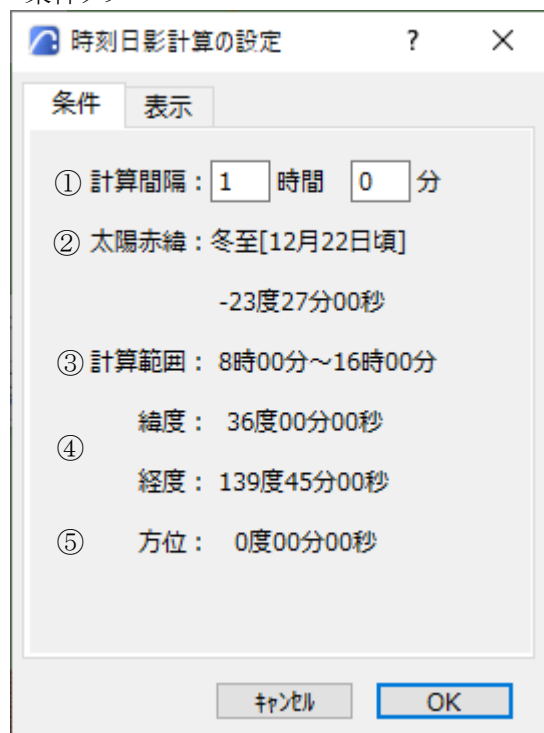 時刻日影計算の設定 ? ×
条件 表示
① 計算間隔： 1 時間 0 分
② 太陽赤緯：冬至[12月22日頃]
-23度27分00秒
③ 計算範囲： 8時00分～16時00分
緯度： 36度00分00秒
④
経度： 139度45分00秒
⑤ 方位： 0度00分00秒
ｷｬﾝｾﾙ OK